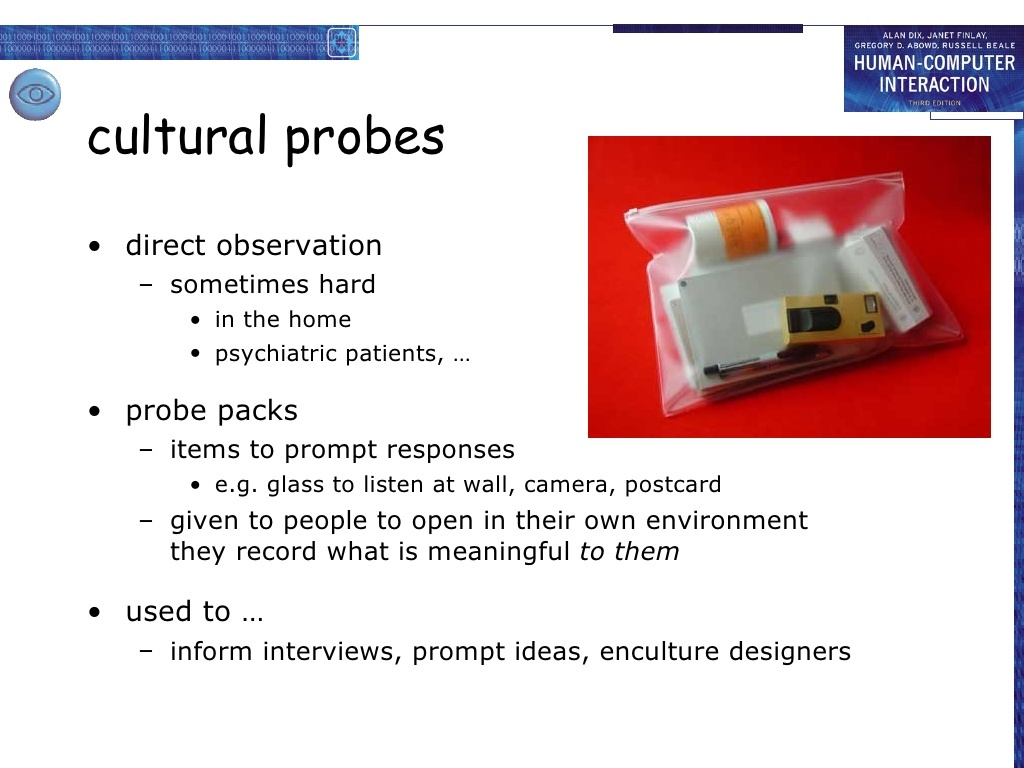 ALAN DIX, JANET FINLAY,
GREGORY D. ABOWD, RUSSELL BEALE
HUMAN-COMPUTER
INTERACTION
THIRD EDITION
cultural probes
• direct observation
– sometimes hard
• in the home
• psychiatric patients, …
• probe packs
– items to prompt responses
• e.g. glass to listen at wall, camera, postcard
– given to people to open in their own environment
they record what is meaningful to them
• used to …
– inform interviews, prompt ideas, enculture designers